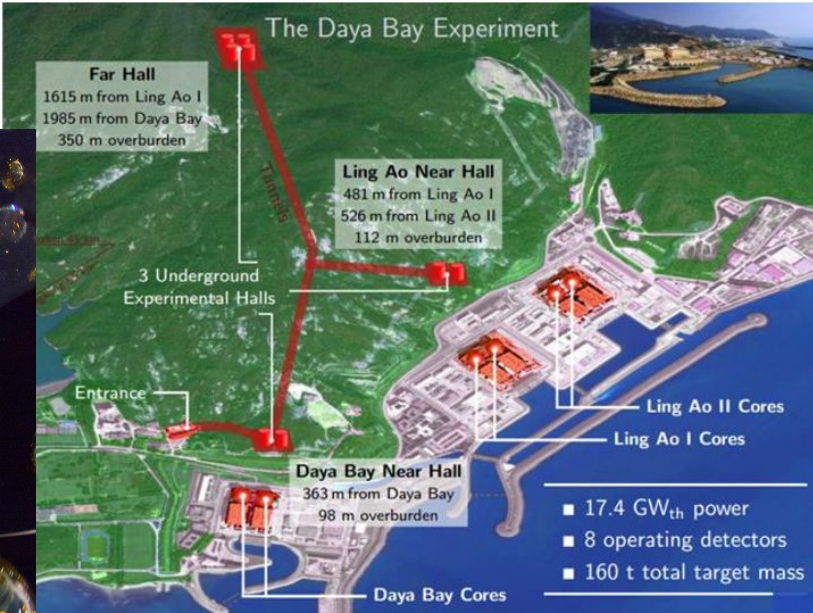 The Daya Bay Experiment
Far Hall
1615 m from Ling Ao I
1985 m from Daya Bay
350 m overburden
Tunnels
Ling Ao Near Hall
481 m from Ling Ao I
526 m from Ling Ao II
112 m overburden
3 Underground
Experimental Halls
Entrance
Ling Ao II Cores
Ling Ao I Cores
Daya Bay Near Hall
363 m from Daya Bay
98 m overburden
■ 17.4 GWth power
■ 8 operating detectors
■ 160 t total target mass
Daya Bay Cores